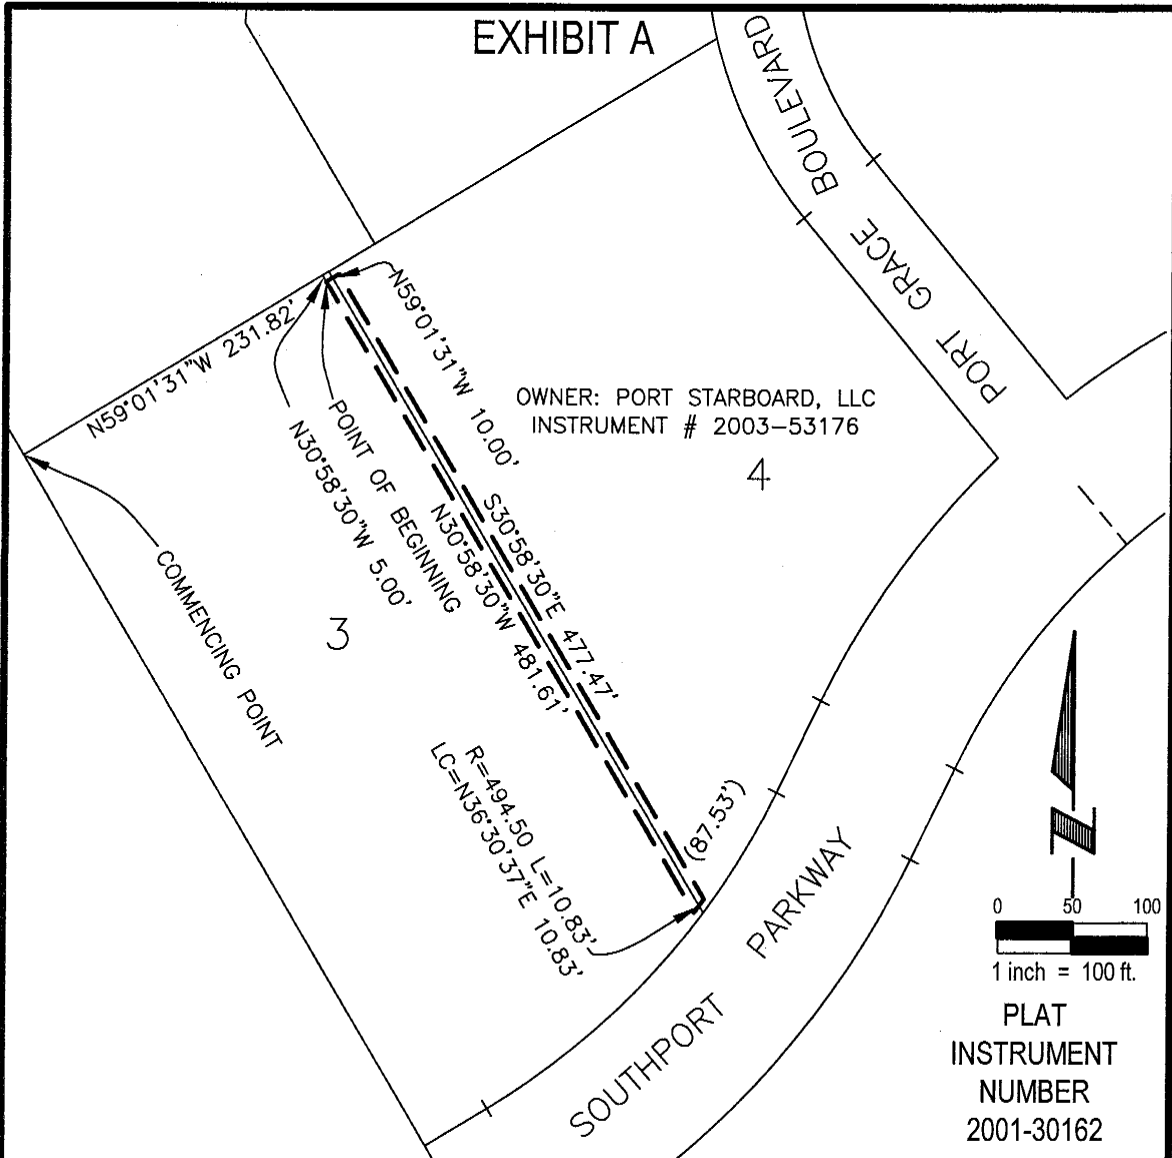 EXHIBIT A
PORT GRACE BOULEVARD
N59°01'31"W 231.82'
N59°01'31"W 10.00'
OWNER: PORT STARBOARD, LLC
INSTRUMENT # 2003-53176
4
POINT OF BEGINNING
N30°58'30"W 5.00'
S30°58'30"E 477.47'
N30°58'30"W 481.61'
COMMENCING POINT
3
R=494.50 L=10.83'
LC=N36°30'37"E 10.83'
(87.53')
SOUTHPORT PARKWAY
N
0 50 100
1 inch = 100 ft.
PLAT
INSTRUMENT
NUMBER
2001-30162